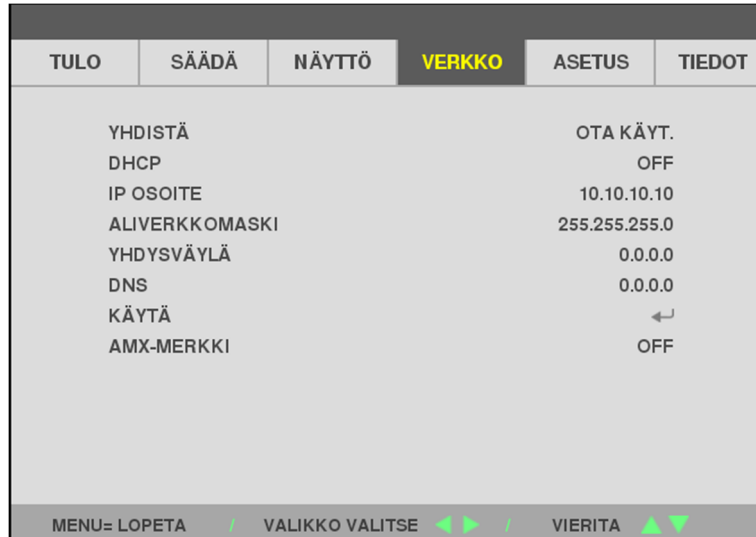 TULO SÄÄDÄ NÄYTTÖ VERKKO ASETUS TIEDOT
YHDISTÄ OTA KÄYT.
DHCP OFF
IP OSOITE 10.10.10.10
ALIVERKKOMASKI 255.255.255.0
YHDYSVÄYLÄ 0.0.0.0
DNS 0.0.0.0
KÄYTÄ
AMX-MERKKI OFF
MENU= LOPETA / VALIKKO VALITSE / VIERITA